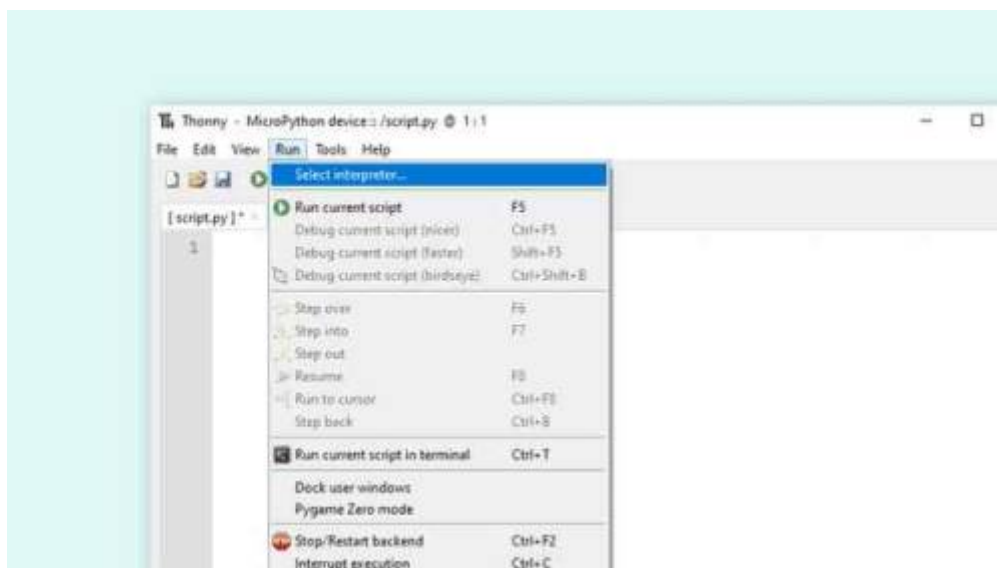 Thonny - MicroPython device :: /script.py @ 1 : 1
File Edit View Run Tools Help
Select interpreter...
[ script.py ] *
Run current script F5
Debug current script (nicer) Ctrl+F5
1
Debug current script (faster) Shift+F5
Debug current script (birdseye) Ctrl+Shift+B
Step over F6
Step into F7
Step out
Resume F8
Run to cursor Ctrl+F8
Step back Ctrl+B
Run current script in terminal Ctrl+T
Dock user windows
Pygame Zero mode
Stop/Restart backend Ctrl+F2
Interrupt execution Ctrl+C